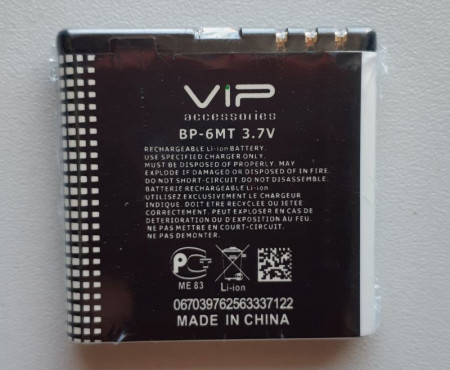 ViP
accessories
BP-6MT 3.7V
RECHARGEABLE Li-ion BATTERY.
USE SPECIFIED CHARGER ONLY.
MUST BE RECYCLED OR DISPOSED OF PROPERLY.
MAY EXPLODE IF DAMAGED OR DISPOSED OF IN FIRE.
DO NOT SHORT CIRCUIT. DO NOT DISASSEMBLE.
BATTERIE RECHARGEABLE Li-ion.
UTILISEZ EXCLUSIVEMENT LE CHARGEUR
INDIQUE. DOIT ETRE RECYCLEE OU IETEE
CORRECTEMENT. PEUT EXPLOSER EN CAS DE
DETERIORATION OU D'EXPOSITION AU FEU.
NE PAS METTRE EN COURT-CIRCUIT.
NE PAS DEMONTER.
PC
ME 83
Li-ion
067039762563337122
MADE IN CHINA